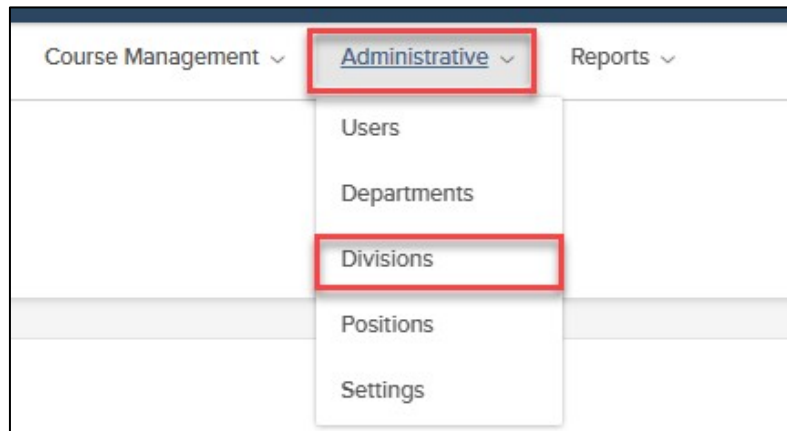 Course Management Administrative Reports
Users
Departments
Divisions
Positions
Settings